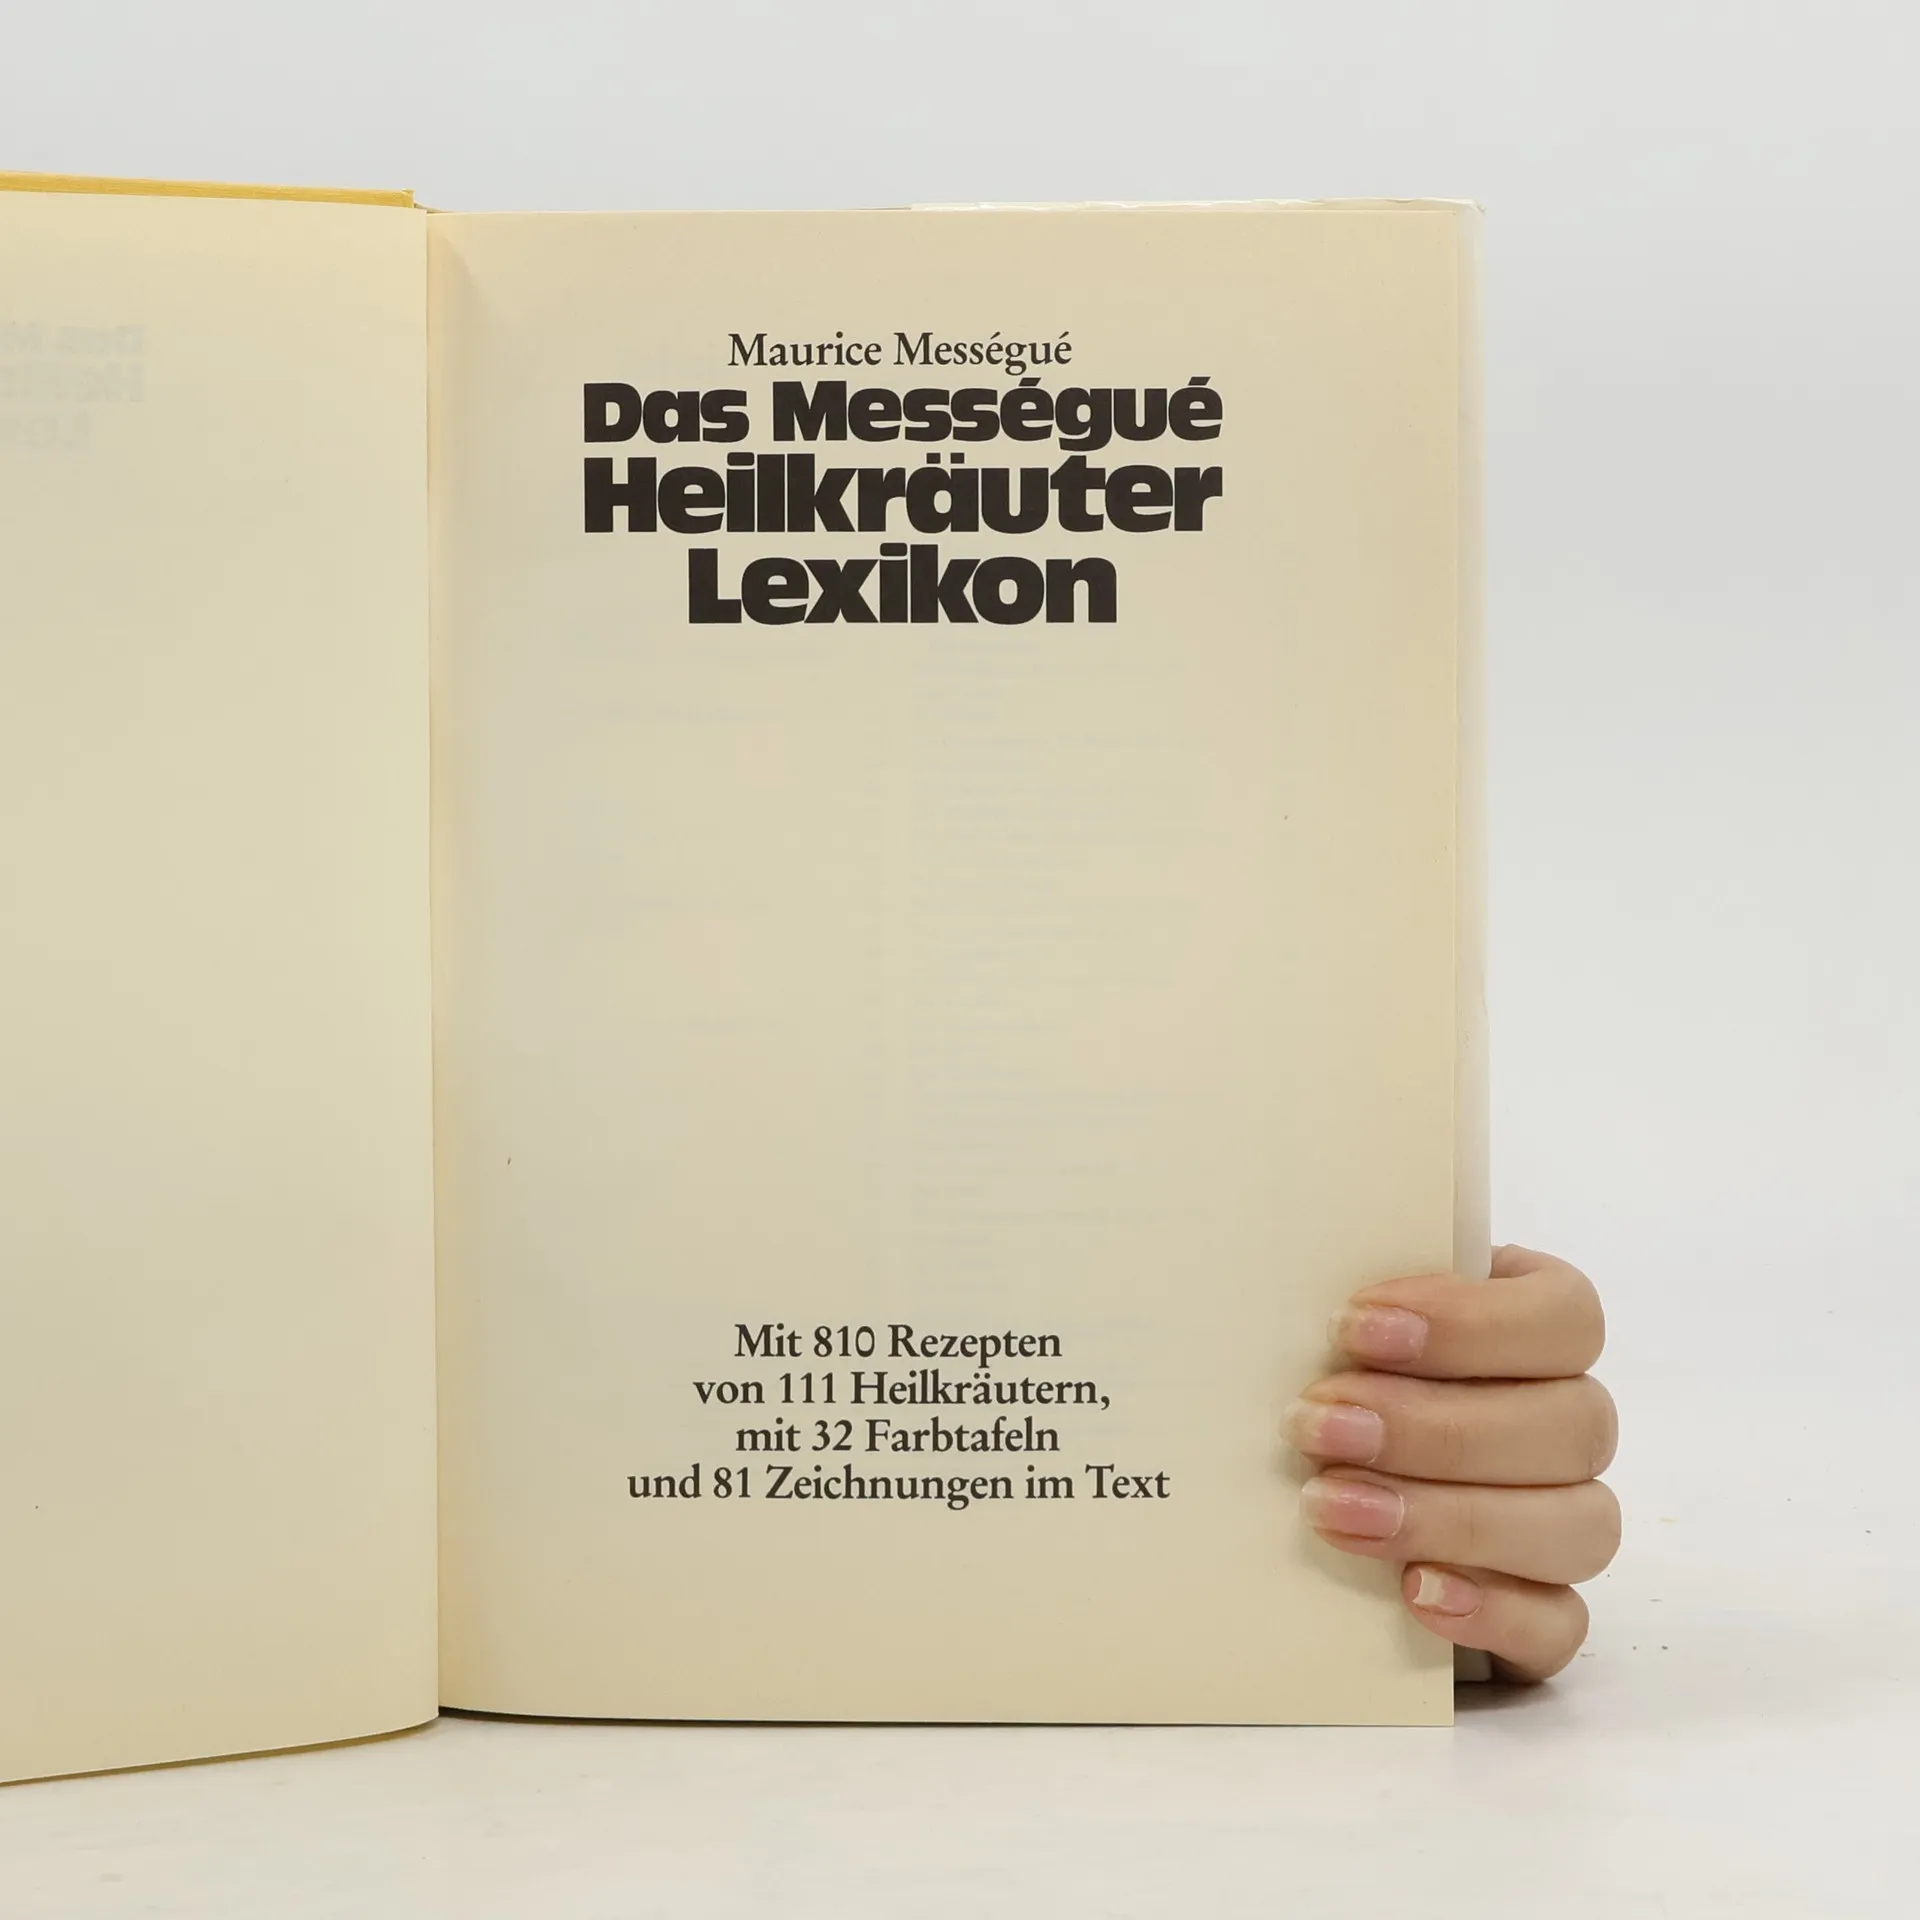 Maurice Mességué
Das Mességué
Heilkräuter
Lexikon
Mit 810 Rezepten
von 111 Heilkräutern,
mit 32 Farbtafeln
und 81 Zeichnungen im Text